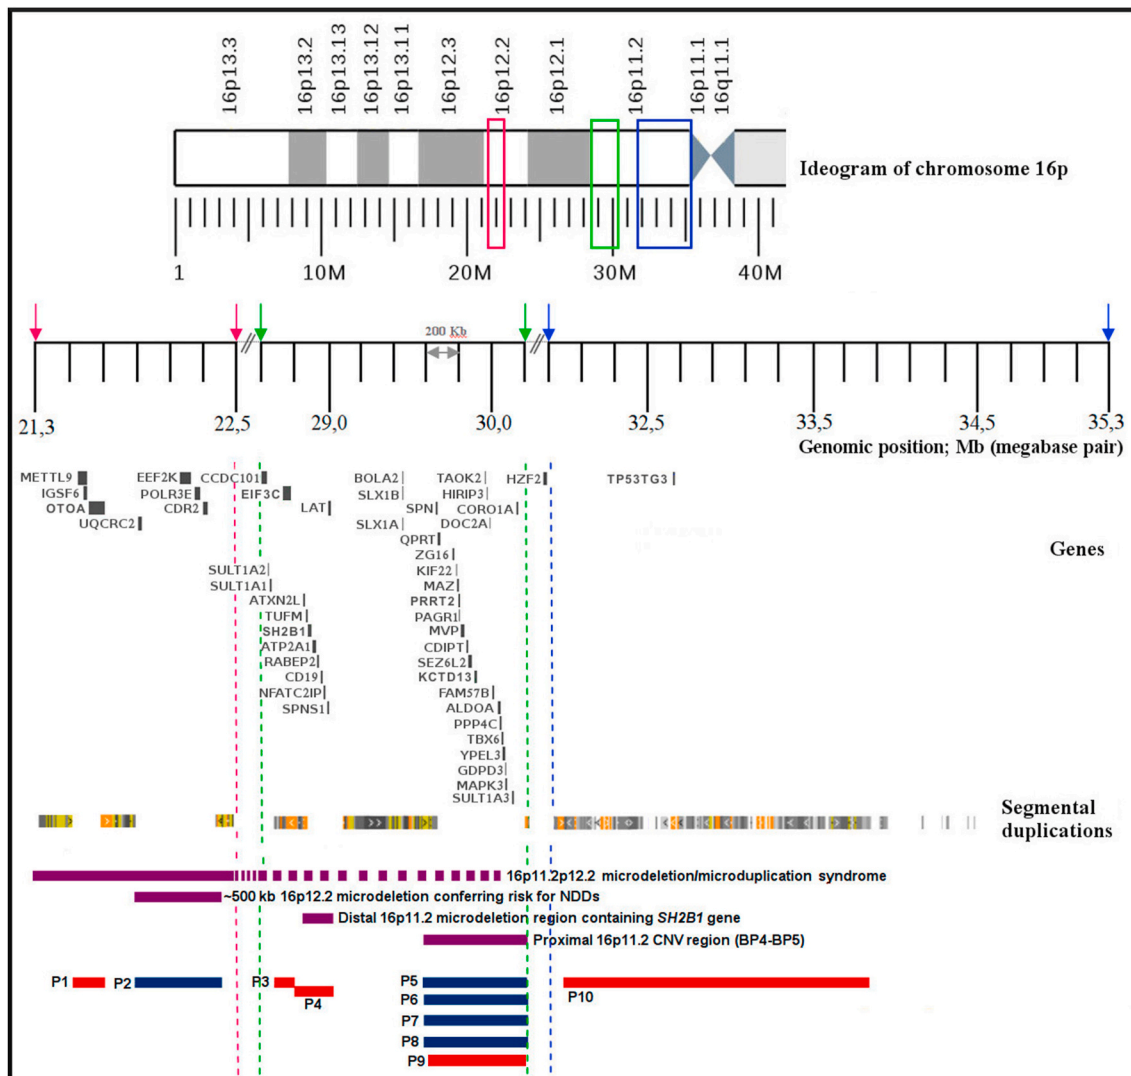 16p13.3
16p13.2
16p13.13
16p13.12
16p13.11
16p12.3
16p12.2
16p12.1
16p11.2
16p11.1
16q11.1
Ideogram of chromosome 16p
1 10M 20M 30M 40M
200 Kb
21,3 22,5 29,0 30,0 32,5 33,5 34,5 35,3
Genomic position; Mb (megabase pair)
METTL9 EEF2K CCDC101 BOLA2 TAOK2 HZF2 TP53TG3
IGSF6 POLR3E EIF3C SLX1B HIRIP3
OTOA CDR2 LAT SPN CORO1A
UQCRC2 SLX1A DOC2A
QPRT
Genes
ZG16
SULT1A2 KIF22
SULT1A1 MAZ
ATXN2L PRRT2
TUFM PAGR1
SH2B1 MVP
ATP2A1 CDIPT
RABEP2 SEZ6L2
CD19 KCTD13
NFATC2IP FAM57B
SPNS1 ALDOA
PPP4C
TBX6
YPEL3
GDPD3
MAPK3
SULT1A3
Segmental
duplications
16p11.2p12.2 microdeletion/microduplication syndrome
~500 kb 16p12.2 microdeletion conferring risk for NDDs
Distal 16p11.2 microdeletion region containing SH2B1 gene
Proximal 16p11.2 CNV region (BP4-BP5)
P1 P2 P3 P5
P4 P6 P10
P7
P8
P9